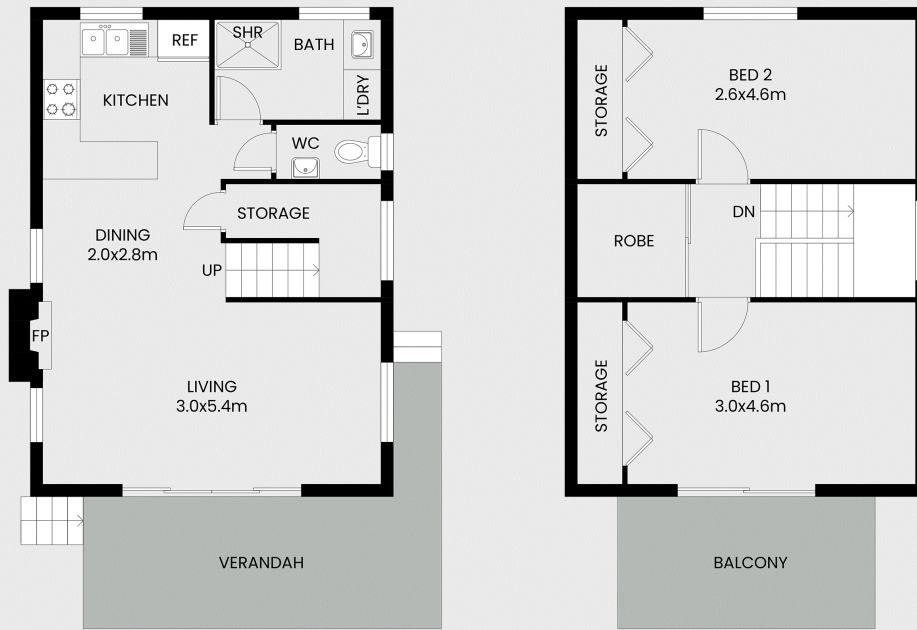 REF
SHR
BATH
L'DRY
KITCHEN
WC
STORAGE
DINING
2.0x2.8m
UP
FP
LIVING
3.0x5.4m
VERANDAH
STORAGE
BED 2
2.6x4.6m
ROBE
DN
STORAGE
BED 1
3.0x4.6m
BALCONY